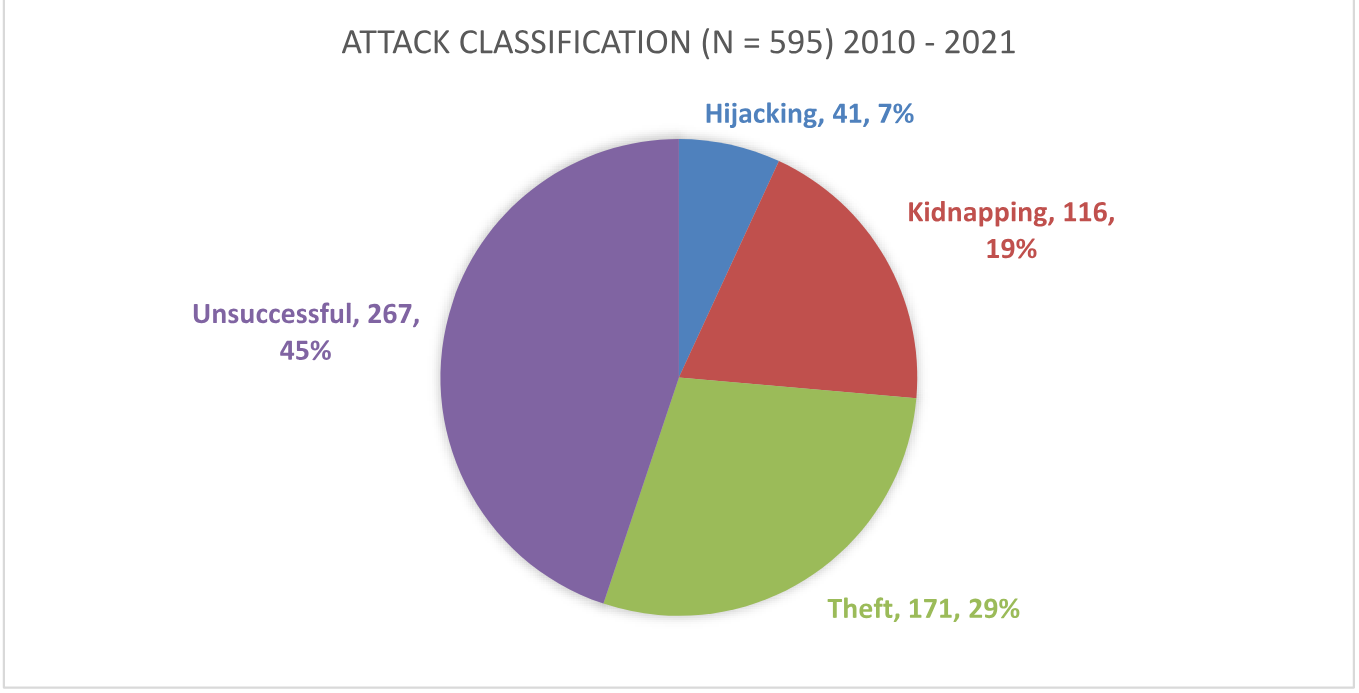 ATTACK CLASSIFICATION (N = 595) 2010 - 2021
Hijacking, 41, 7%
Kidnapping, 116,
19%
Unsuccessful, 267,
45%
Theft, 171, 29%